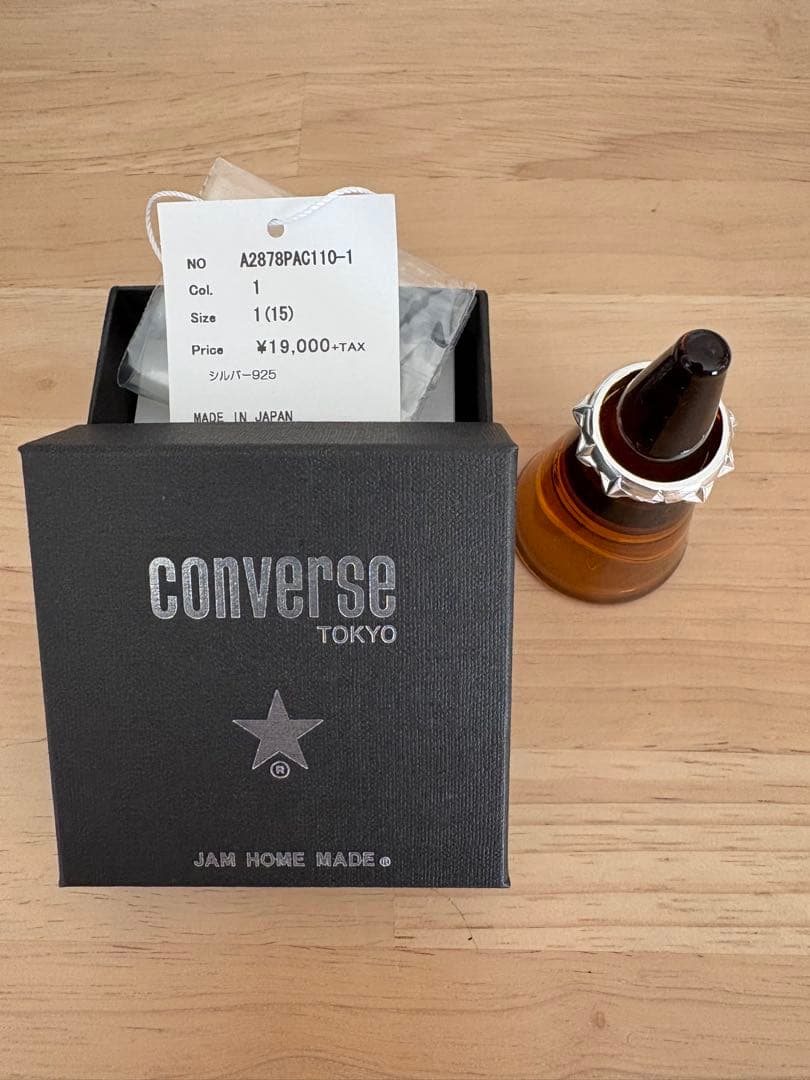 NO A2878PAC110-1
Col. 1
Size 1(15)
Price ¥19,000+TAX
シルバー925
MADE IN JAPAN
converse
TOKYO
®
JAM HOME MADE®